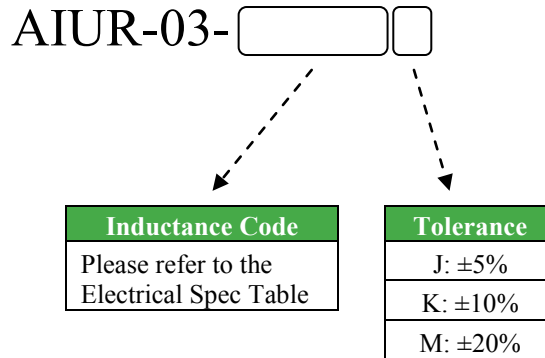 AIUR-03-
Inductance Code
Please refer to the
Electrical Spec Table
Tolerance
J: ±5%
K: ±10%
M: ±20%